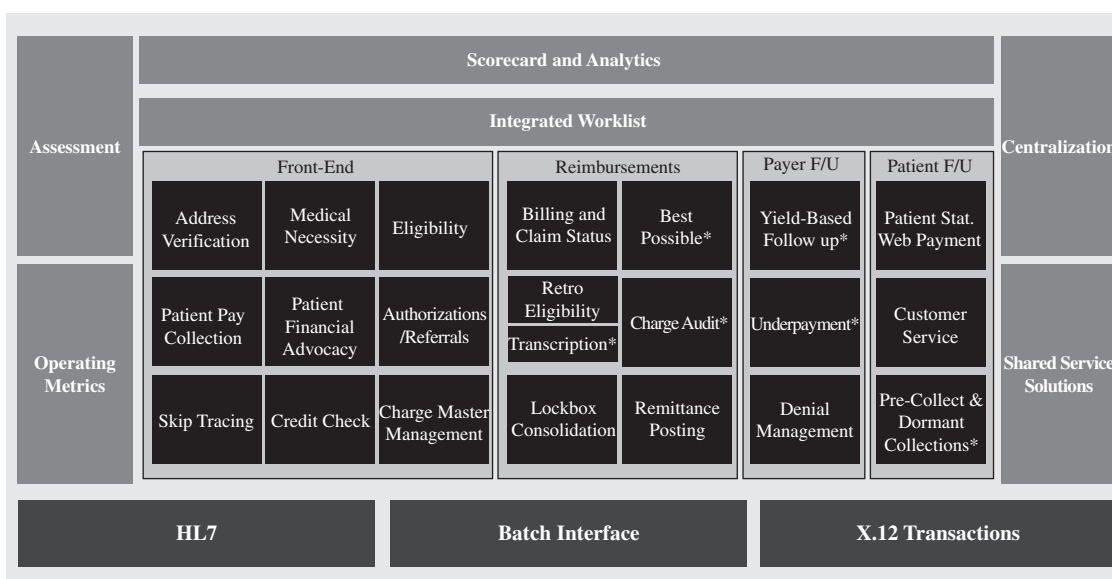 Scorecard and Analytics
Integrated Worklist
Assessment
Centralization
Operating
Metrics
Shared Service
Solutions
Front-End
Address
Verification
Medical
Necessity
Eligibility
Patient Pay
Collection
Patient
Financial
Advocacy
Authorizations
/Referrals
Skip Tracing
Credit Check
Charge Master
Management
Reimbursements
Billing and
Claim Status
Best
Possible*
Retro
Eligibility
Transcription*
Charge Audit*
Lockbox
Consolidation
Remittance
Posting
Payer F/U
Yield-Based
Follow up*
Underpayment*
Denial
Management
Patient F/U
Patient Stat.
Web Payment
Customer
Service
Pre-Collect &
Dormant
Collections*
HL7
Batch Interface
X.12 Transactions